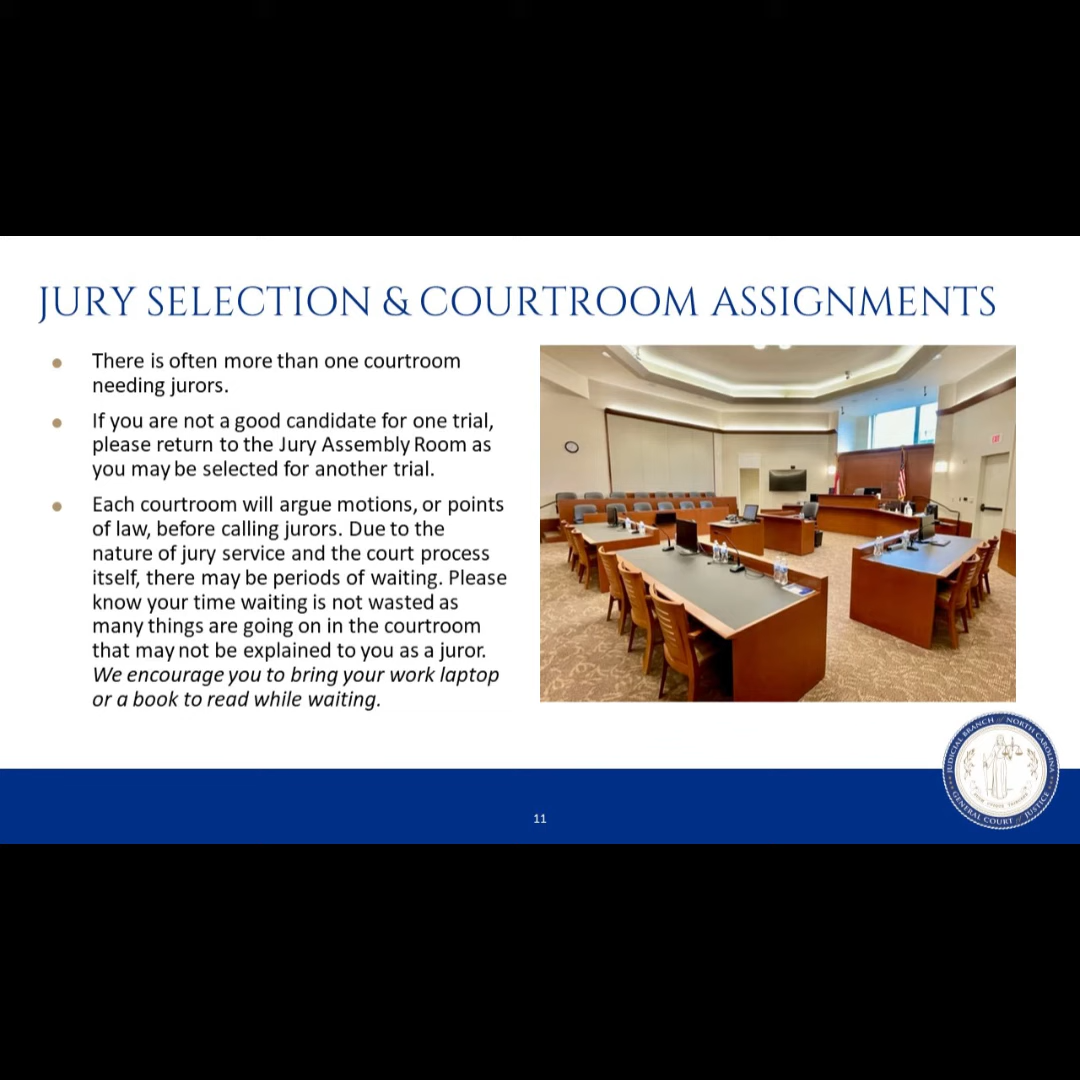 JURY SELECTION & COURTROOM ASSIGNMENTS
There is often more than one courtroom
needing jurors.
If you are not a good candidate for one trial,
please return to the Jury Assembly Room as
you may be selected for another trial.
Each courtroom will argue motions, or points
of law, before calling jurors. Due to the
nature of jury service and the court process
itself, there may be periods of waiting. Please
know your time waiting is not wasted as
many things are going on in the courtroom
that may not be explained to you as a juror.
We encourage you to bring your work laptop
or a book to read while waiting.
JUDICIAL BRANCH of NORTH CAROLINA
GENERAL COURT of JUSTICE
11